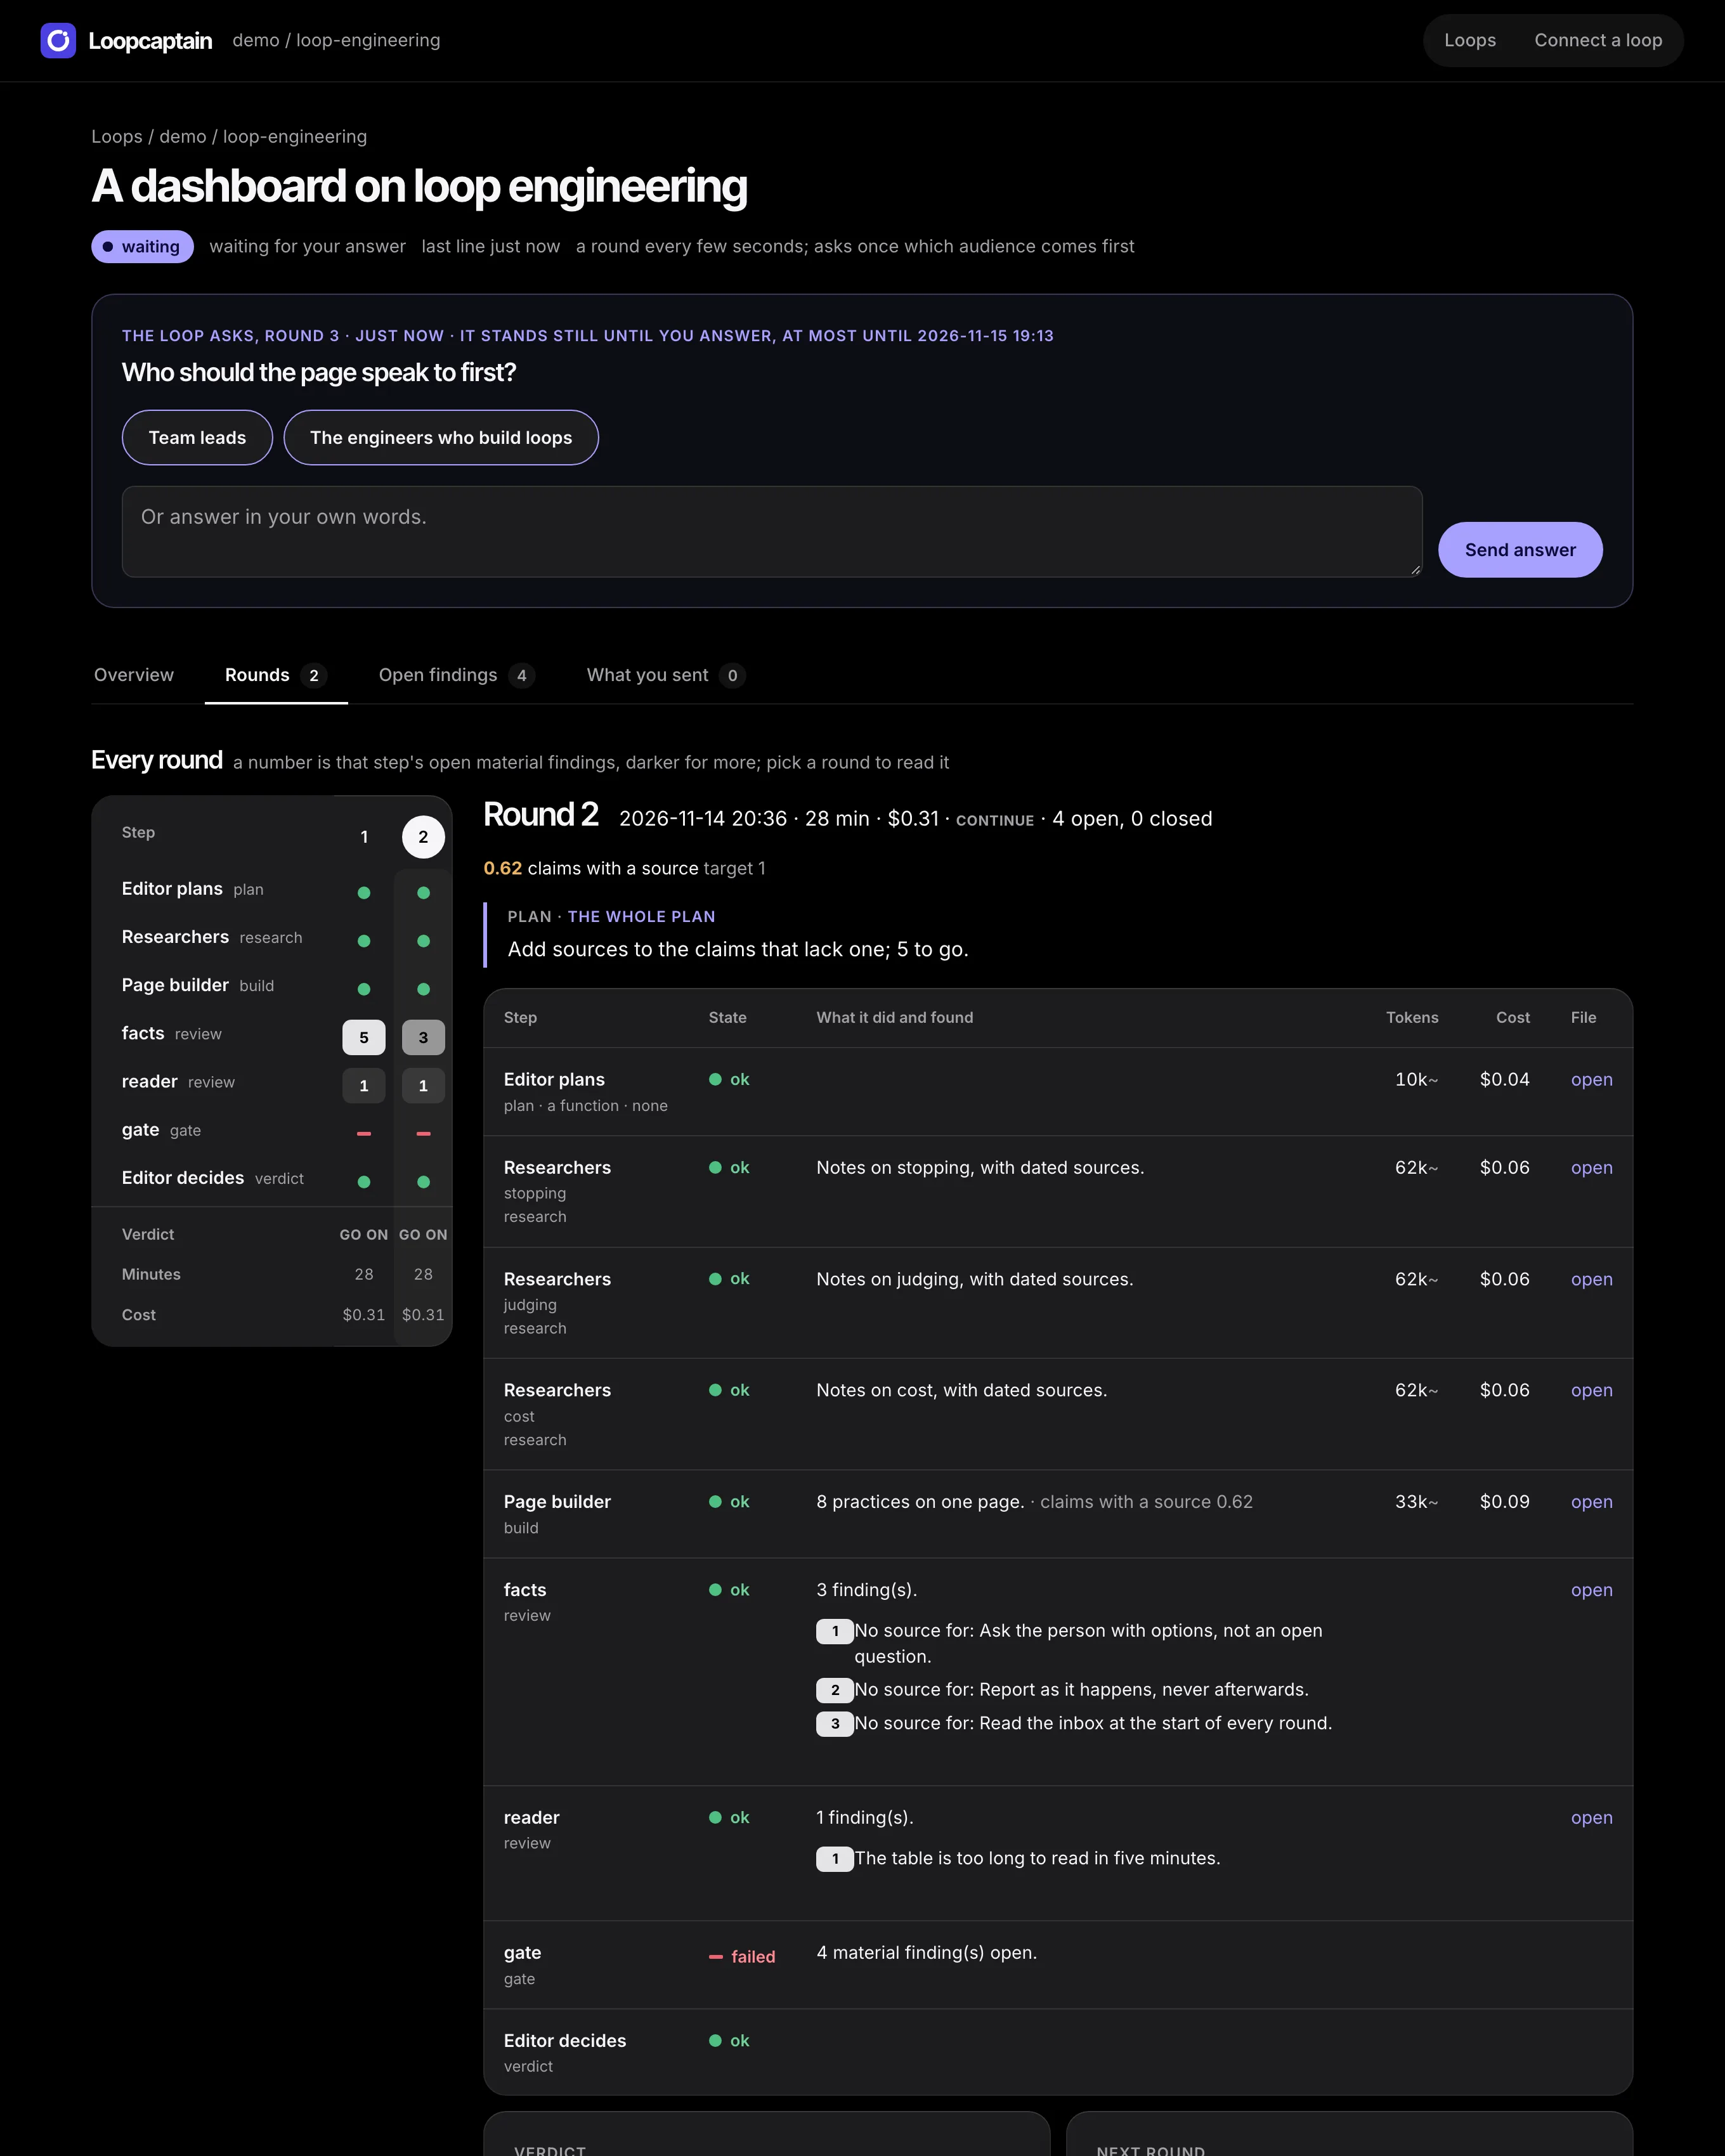 Loopcaptain demo / loop-engineering Loops Connect a loop
Loops / demo / loop-engineering
A dashboard on loop engineering
waiting waiting for your answer last line just now a round every few seconds; asks once which audience comes first
THE LOOP ASKS, ROUND 3 · JUST NOW · IT STANDS STILL UNTIL YOU ANSWER, AT MOST UNTIL 2026-11-15 19:13
Who should the page speak to first?
Team leads The engineers who build loops
Or answer in your own words.
Send answer
Overview Rounds 2 Open findings 4 What you sent 0
Every round a number is that step's open material findings, darker for more; pick a round to read it
Step 1 2
Editor plans plan
Researchers research
Page builder build
facts review 5 3
reader review 1 1
gate gate
Editor decides verdict
Verdict GO ON GO ON
Minutes 28 28
Cost $0.31 $0.31
Round 2 2026-11-14 20:36 · 28 min · $0.31 · CONTINUE · 4 open, 0 closed
0.62 claims with a source target 1
PLAN · THE WHOLE PLAN
Add sources to the claims that lack one; 5 to go.
Step State What it did and found Tokens Cost File
Editor plans ok 10k~ $0.04 open
plan · a function · none
Researchers ok Notes on stopping, with dated sources. 62k~ $0.06 open
stopping
research
Researchers ok Notes on judging, with dated sources. 62k~ $0.06 open
judging
research
Researchers ok Notes on cost, with dated sources. 62k~ $0.06 open
cost
research
Page builder ok 8 practices on one page. · claims with a source 0.62 33k~ $0.09 open
build
facts ok 3 finding(s). open
review
1 No source for: Ask the person with options, not an open
question.
2 No source for: Report as it happens, never afterwards.
3 No source for: Read the inbox at the start of every round.
reader ok 1 finding(s). open
review
1 The table is too long to read in five minutes.
gate failed 4 material finding(s) open.
gate
Editor decides ok
verdict
VERDICT NEXT ROUND